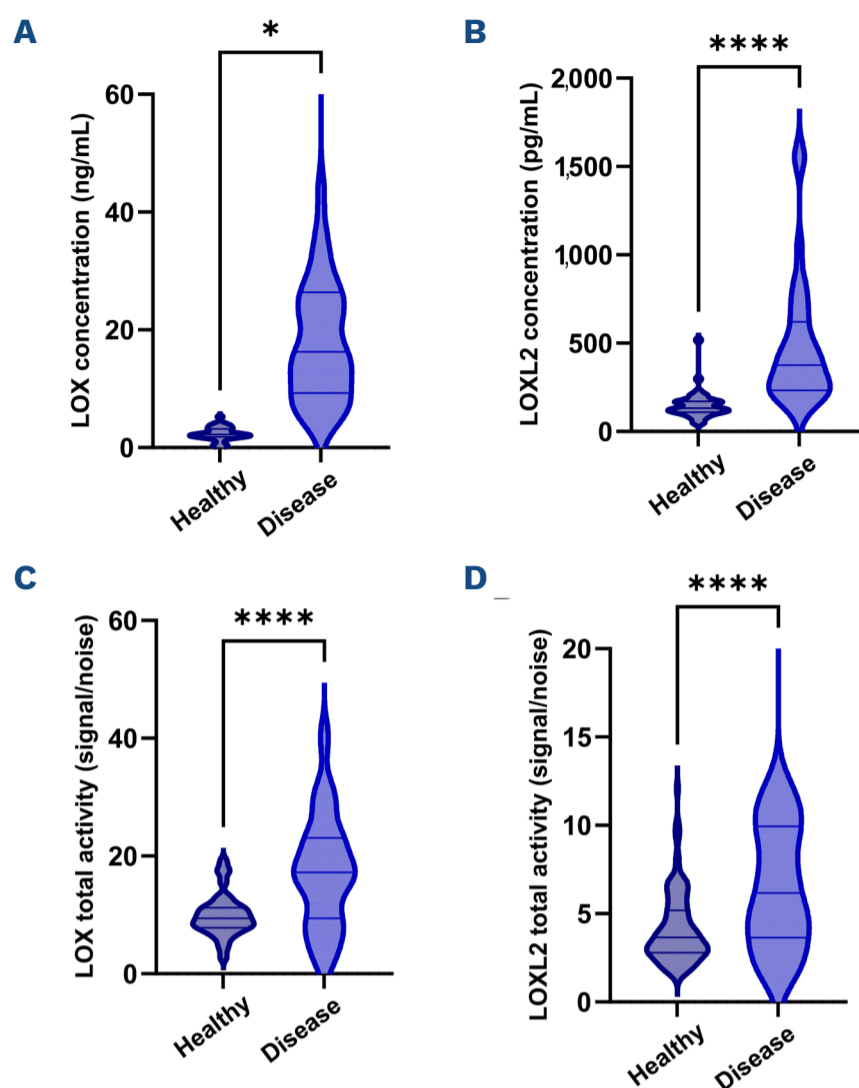 A
*
LOX concentration (ng/mL)
60
40
20
0
Healthy
Disease
B
****
LOXL2 concentration (pg/mL)
2,000
1,500
1,000
500
0
Healthy
Disease
C
****
LOX total activity (signal/noise)
60
40
20
0
Healthy
Disease
D
****
LOXL2 total activity (signal/noise)
20
15
10
5
0
Healthy
Disease